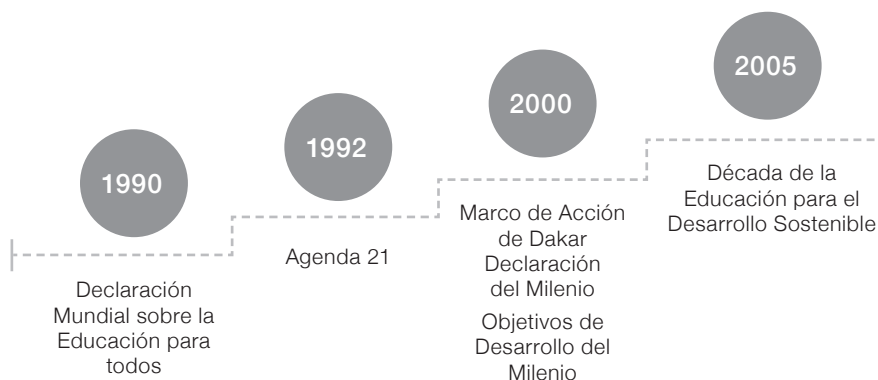 1990
Declaración
Mundial sobre la
Educación para
todos
1992
Agenda 21
2000
Marco de Acción
de Dakar
Declaración
del Milenio
Objetivos de
Desarrollo del
Milenio
2005
Década de la
Educación para el
Desarrollo Sostenible